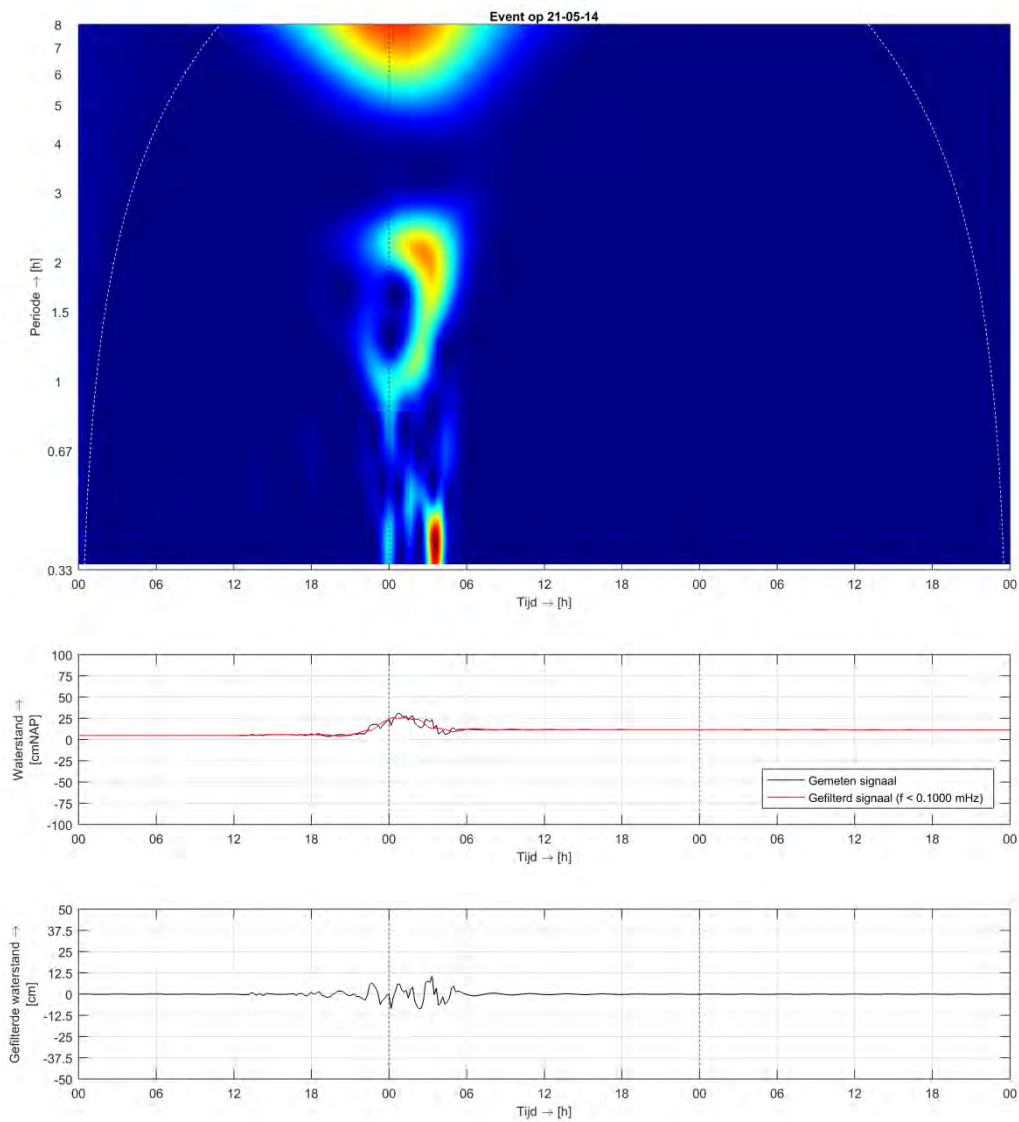 Event op 21-05-14
8
7
6
5
4
3
2
1.5
1
0.67
0.33
Periode → [h]
00 06 12 18 00 06 12 18 00 06 12 18 00
Tijd → [h]
100
75
50
25
0
-25
-50
-75
-100
Waterstand →
[cmNAP]
Gemeten signaal
Gefilterd signaal (f < 0.1000 mHz)
00 06 12 18 00 06 12 18 00 06 12 18 00
Tijd → [h]
50
37.5
25
12.5
0
-12.5
-25
-37.5
-50
Gefilterde waterstand →
[cm]
00 06 12 18 00 06 12 18 00 06 12 18 00
Tijd → [h]